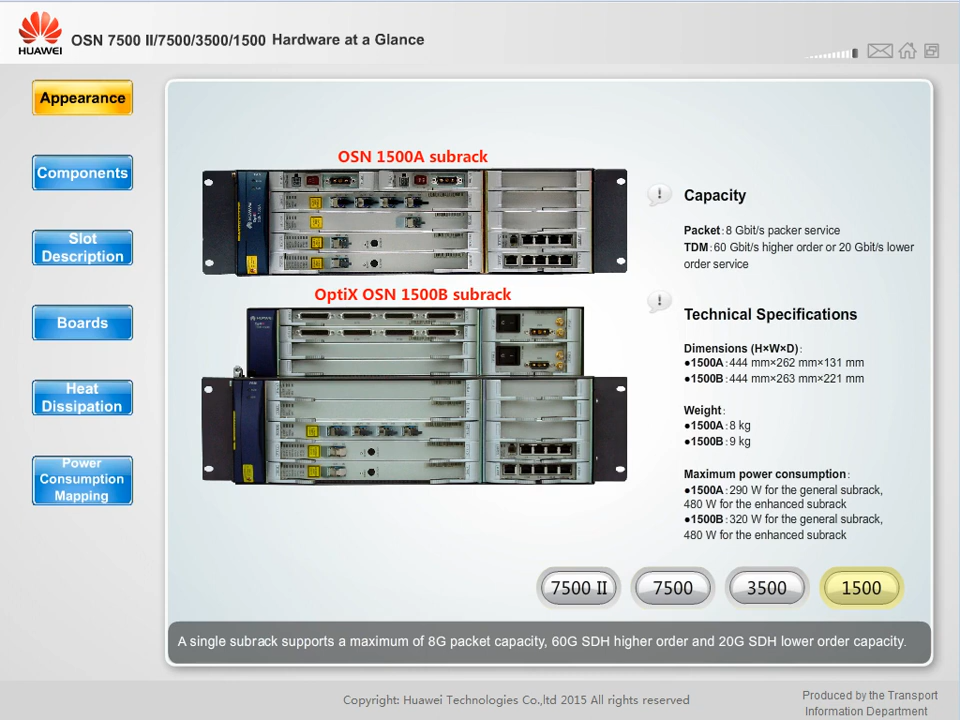 HUAWEI
OSN 7500 II/7500/3500/1500 Hardware at a Glance
Appearance
Components
Slot
Description
Boards
Heat
Dissipation
Power
Consumption
Mapping
OSN 1500A subrack
OptiX OSN 1500B subrack
Capacity
Packet:8 Gbit/s packer service
TDM:60 Gbit/s higher order or 20 Gbit/s lower
order service
Technical Specifications
Dimensions (H×W×D):
●1500A:444 mm×262 mm×131 mm
●1500B:444 mm×263 mm×221 mm
Weight:
●1500A:8 kg
●1500B:9 kg
Maximum power consumption:
●1500A:290 W for the general subrack,
480 W for the enhanced subrack
●1500B:320 W for the general subrack,
480 W for the enhanced subrack
7500 II
7500
3500
1500
A single subrack supports a maximum of 8G packet capacity, 60G SDH higher order and 20G SDH lower order capacity.
Copyright: Huawei Technologies Co.,ltd 2015 All rights reserved
Produced by the Transport
Information Department